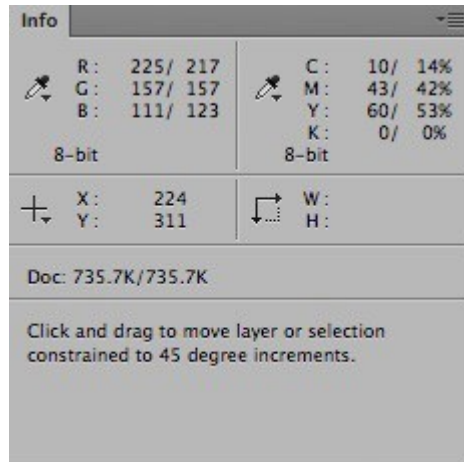 Info
R: 225/ 217
G: 157/ 157
B: 111/ 123
8-bit
C: 10/ 14%
M: 43/ 42%
Y: 60/ 53%
K: 0/ 0%
8-bit
X: 224
Y: 311
W:
H:
Doc: 735.7K/735.7K
Click and drag to move layer or selection
constrained to 45 degree increments.